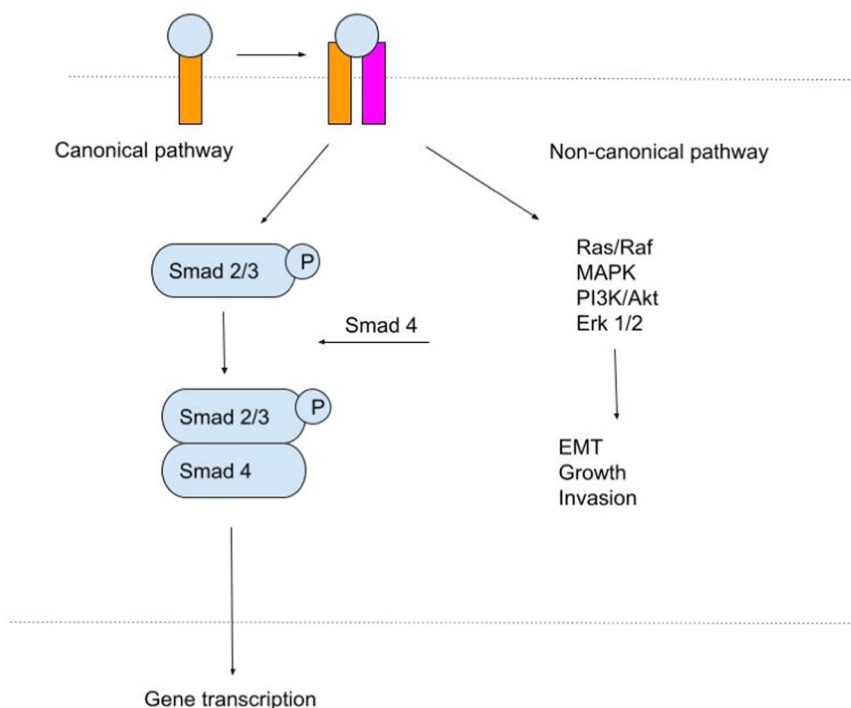 Canonical pathway
Non-canonical pathway
Smad 2/3
P
Ras/Raf
MAPK
PI3K/Akt
Erk 1/2
Smad 4
Smad 2/3
P
Smad 4
EMT
Growth
Invasion
Gene transcription